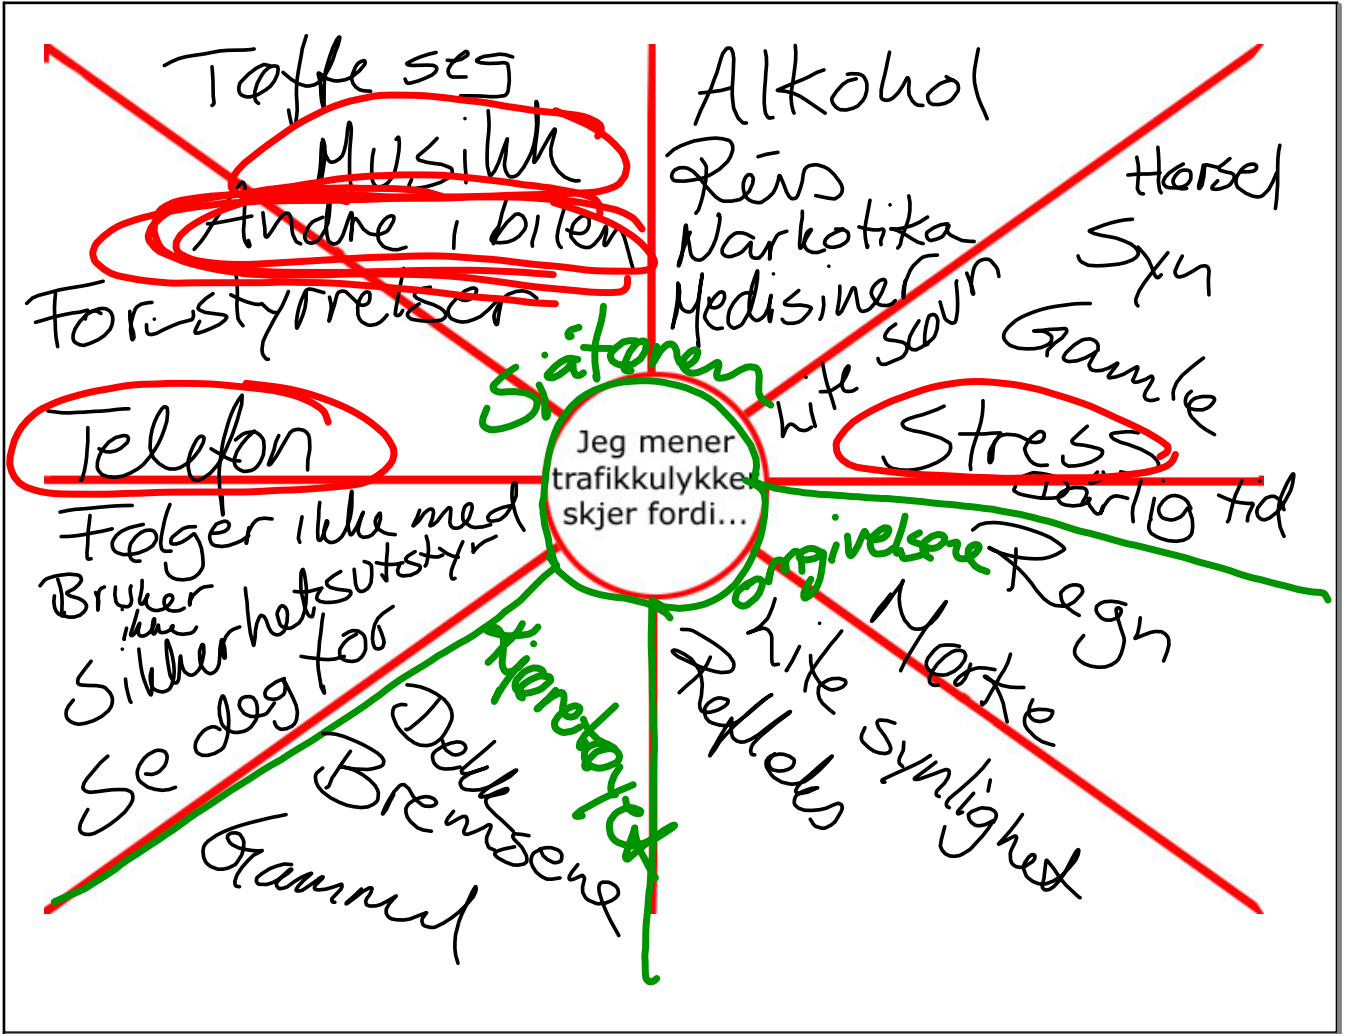 Tøffe seg
Musikk
Andre i bilen
Forstyrrelser
Telefon
Alkohol
Rus
Narkotika
Medisiner
Lite søvn
Hørsel
Syn
Gamle
Stress
Dårlig tid
Sjåføren
Jeg mener
trafikkulykker
skjer fordi...
omgivelsene
Regn
Mørke
Lite synlighet
Refleks
kjøretøyet
Dekk
Bremsene
Gammel
Følger ikke med
Bruker
ikke
sikkerhetsutstyr
Se deg for